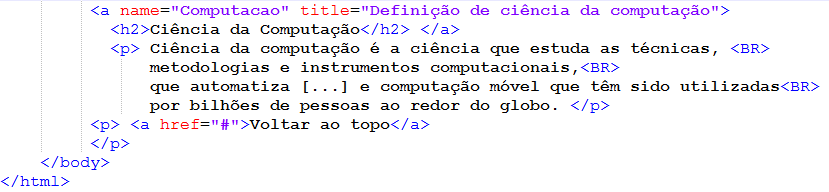 <a name="Computacao" title="Definição de ciência da computação">
<h2>Ciência da Computação</h2> </a>
<p> Ciência da computação é a ciência que estuda as técnicas, <BR>
metodologias e instrumentos computacionais,<BR>
que automatiza [...] e computação móvel que têm sido utilizadas<BR>
por bilhões de pessoas ao redor do globo. </p>
<p> <a href="#">Voltar ao topo</a>
</p>
</body>
</html>